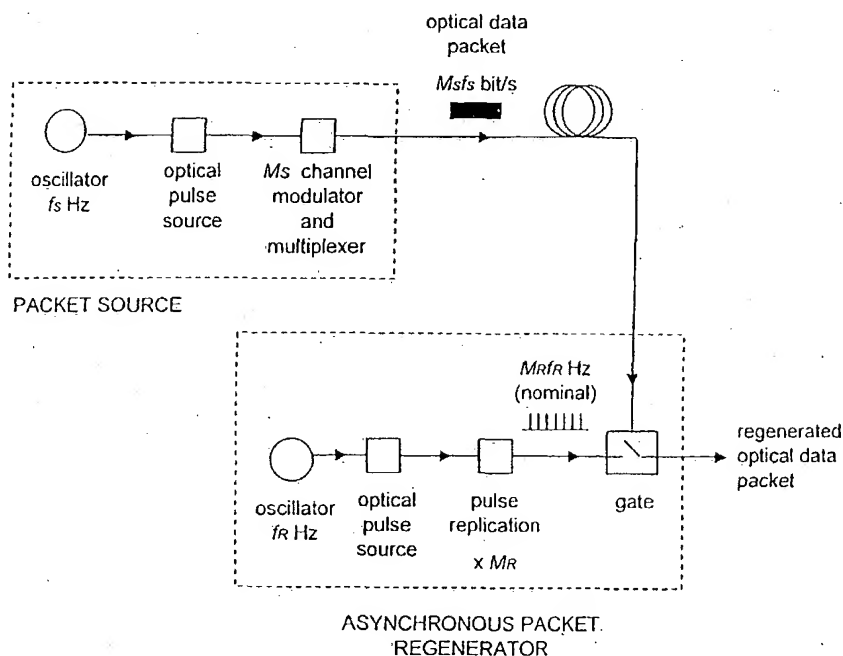 optical data
packet
Msfs bit/s
oscillator
fs Hz
optical
pulse
source
Ms channel
modulator
and
multiplexer
PACKET SOURCE
MRfR Hz
(nominal)
oscillator
fR Hz
optical
pulse
source
pulse
replication
x MR
gate
regenerated
optical data
packet
ASYNCHRONOUS PACKET.
REGENERATOR